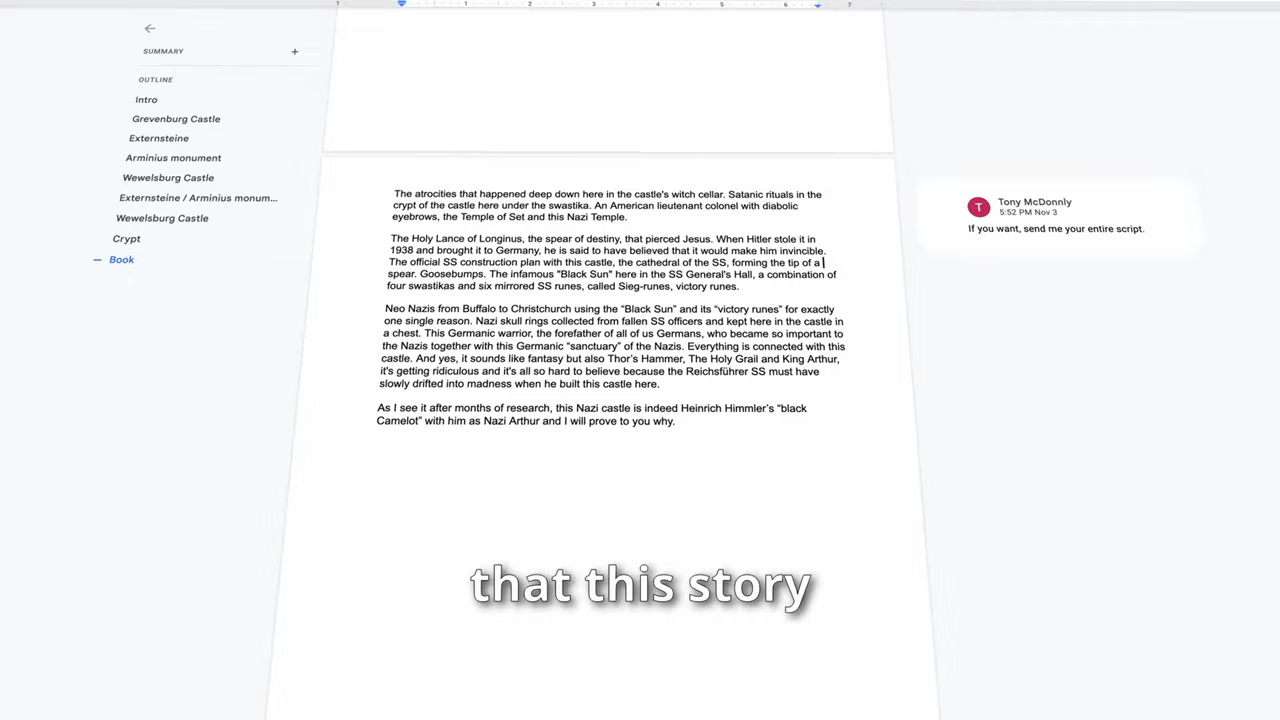 1 1 2 3 4 5 6 7
SUMMARY +
OUTLINE
Intro
Grevenburg Castle
Externsteine
Arminius monument
Wewelsburg Castle
Externsteine / Arminius monum...
Wewelsburg Castle
Crypt
Book
The atrocities that happened deep down here in the castle's witch cellar. Satanic rituals in the
crypt of the castle here under the swastika. An American lieutenant colonel with diabolic
eyebrows, the Temple of Set and this Nazi Temple.
The Holy Lance of Longinus, the spear of destiny, that pierced Jesus. When Hitler stole it in
1938 and brought it to Germany, he is said to have believed that it would make him invincible.
The official SS construction plan with this castle, the cathedral of the SS, forming the tip of a
spear. Goosebumps. The infamous "Black Sun" here in the SS General's Hall, a combination of
four swastikas and six mirrored SS runes, called Sieg-runes, victory runes.
Neo Nazis from Buffalo to Christchurch using the “Black Sun” and its “victory runes” for exactly
one single reason. Nazi skull rings collected from fallen SS officers and kept here in the castle in
a chest. This Germanic warrior, the forefather of all of us Germans, who became so important to
the Nazis together with this Germanic “sanctuary” of the Nazis. Everything is connected with this
castle. And yes, it sounds like fantasy but also Thor’s Hammer, The Holy Grail and King Arthur,
it's getting ridiculous and it's all so hard to believe because the Reichsführer SS must have
slowly drifted into madness when he built this castle here.
As I see it after months of research, this Nazi castle is indeed Heinrich Himmler’s “black
Camelot” with him as Nazi Arthur and I will prove to you why.
T
Tony McDonnly
5:52 PM Nov 3
If you want, send me your entire script.
that this story